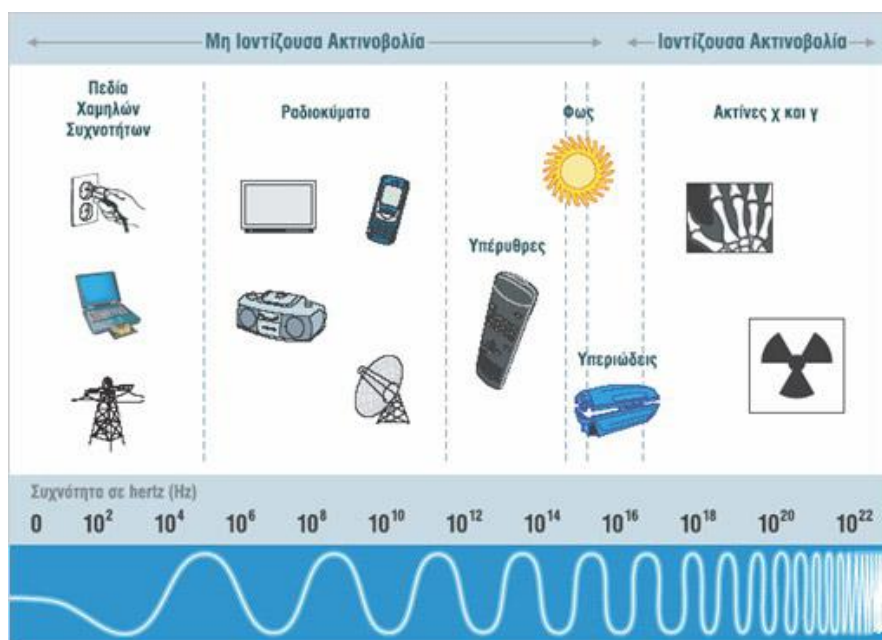 Μη Ιοντίζουσα Ακτινοβολία
Ιοντίζουσα Ακτινοβολία
Πεδία
Χαμηλών
Συχνοτήτων
Ραδιοκύματα
Φως
Ακτίνες χ και γ
Υπέρυθρες
Υπεριώδεις
Συχνότητα σε hertz (Hz)
0 10² 10⁴ 10⁶ 10⁸ 10¹⁰ 10¹² 10¹⁴ 10¹⁶ 10¹⁸ 10²⁰ 10²²